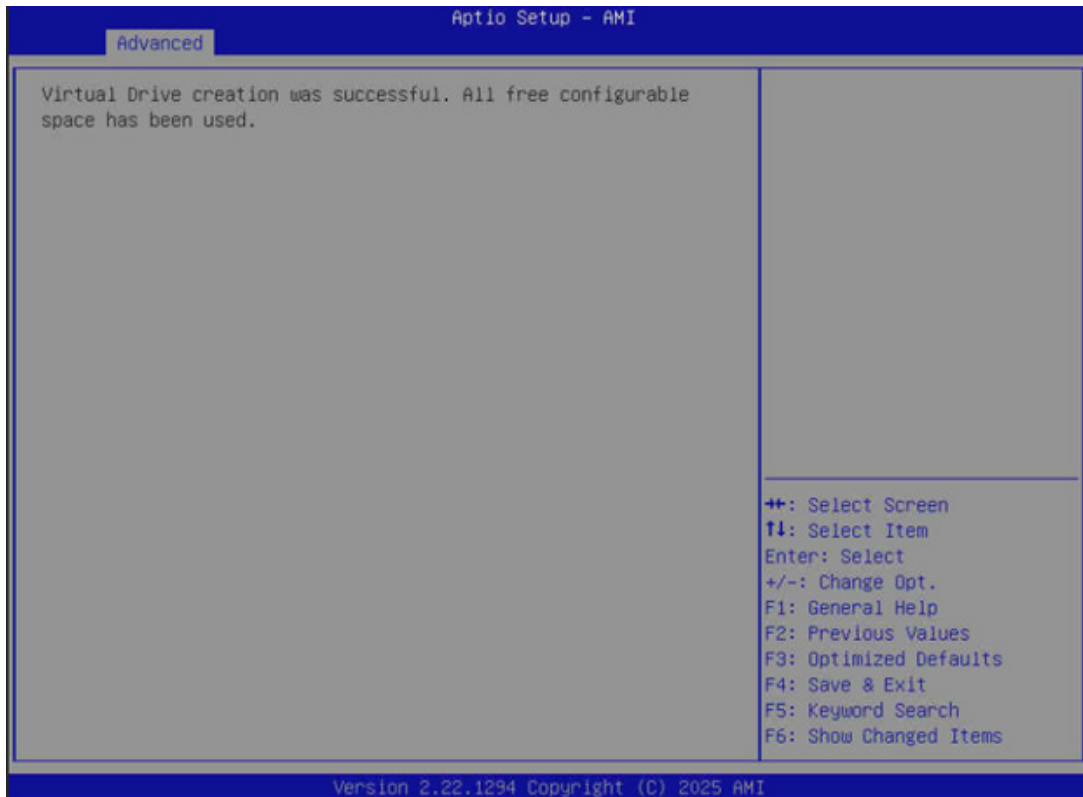 Aptio Setup - AMI
Advanced
Virtual Drive creation was successful. All free configurable
space has been used.
→←: Select Screen
↑↓: Select Item
Enter: Select
+/-: Change Opt.
F1: General Help
F2: Previous Values
F3: Optimized Defaults
F4: Save & Exit
F5: Keyword Search
F6: Show Changed Items
Version 2.22.1294 Copyright (C) 2025 AMI